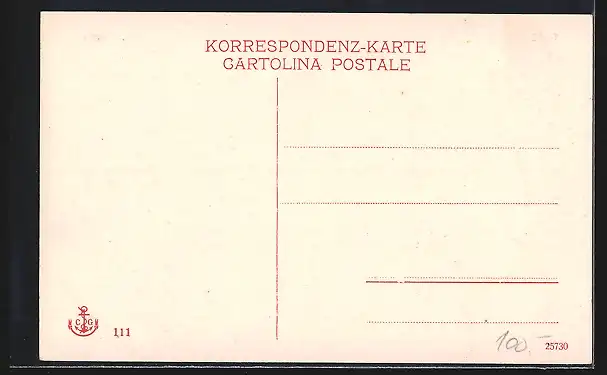 KORRESPONDENZ-KARTE
CARTOLINA POSTALE
C G
111
100.-
25730